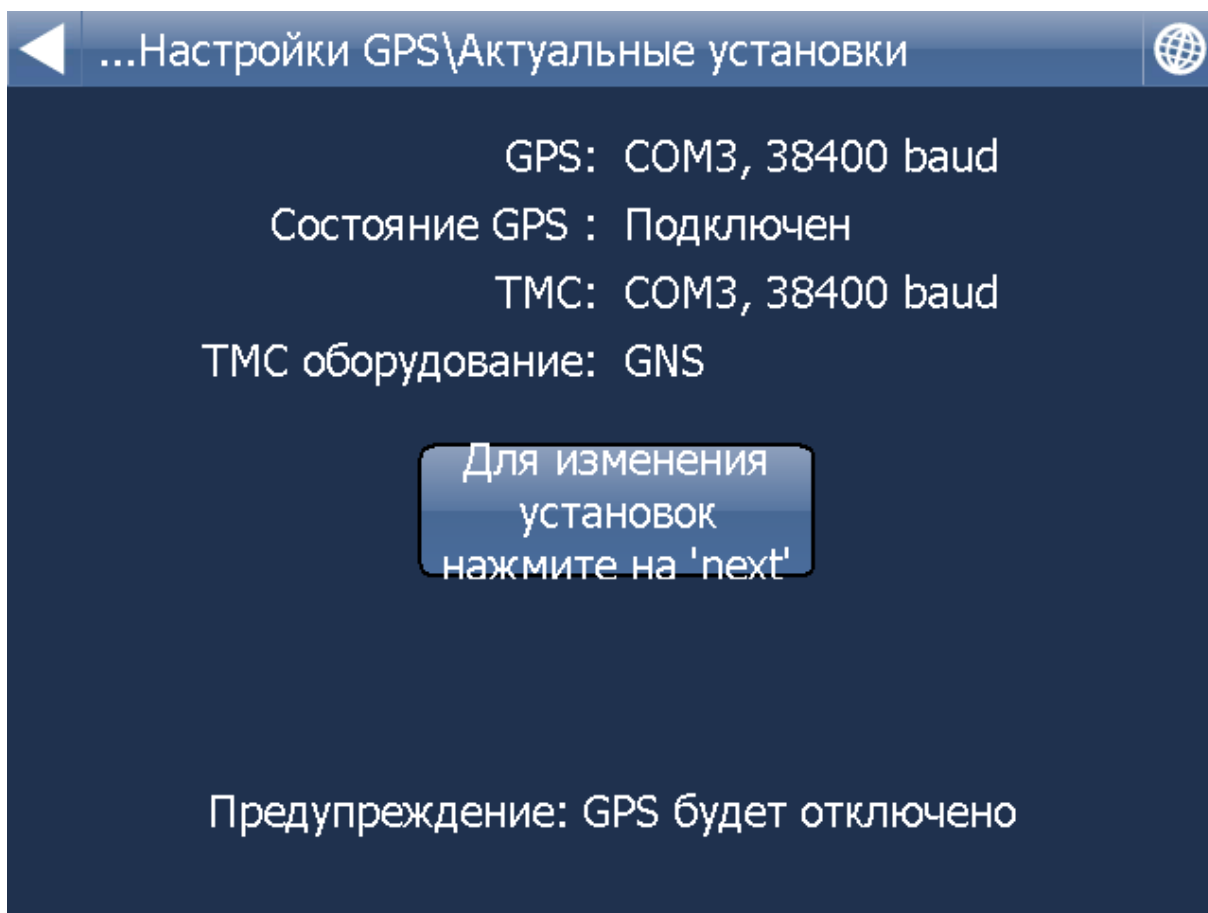 ...Настройки GPS\Актуальные установки
GPS: COM3, 38400 baud
Состояние GPS : Подключен
TMC: COM3, 38400 baud
TMC оборудование: GNS
Для изменения
установок
нажмите на 'next'
Предупреждение: GPS будет отключено